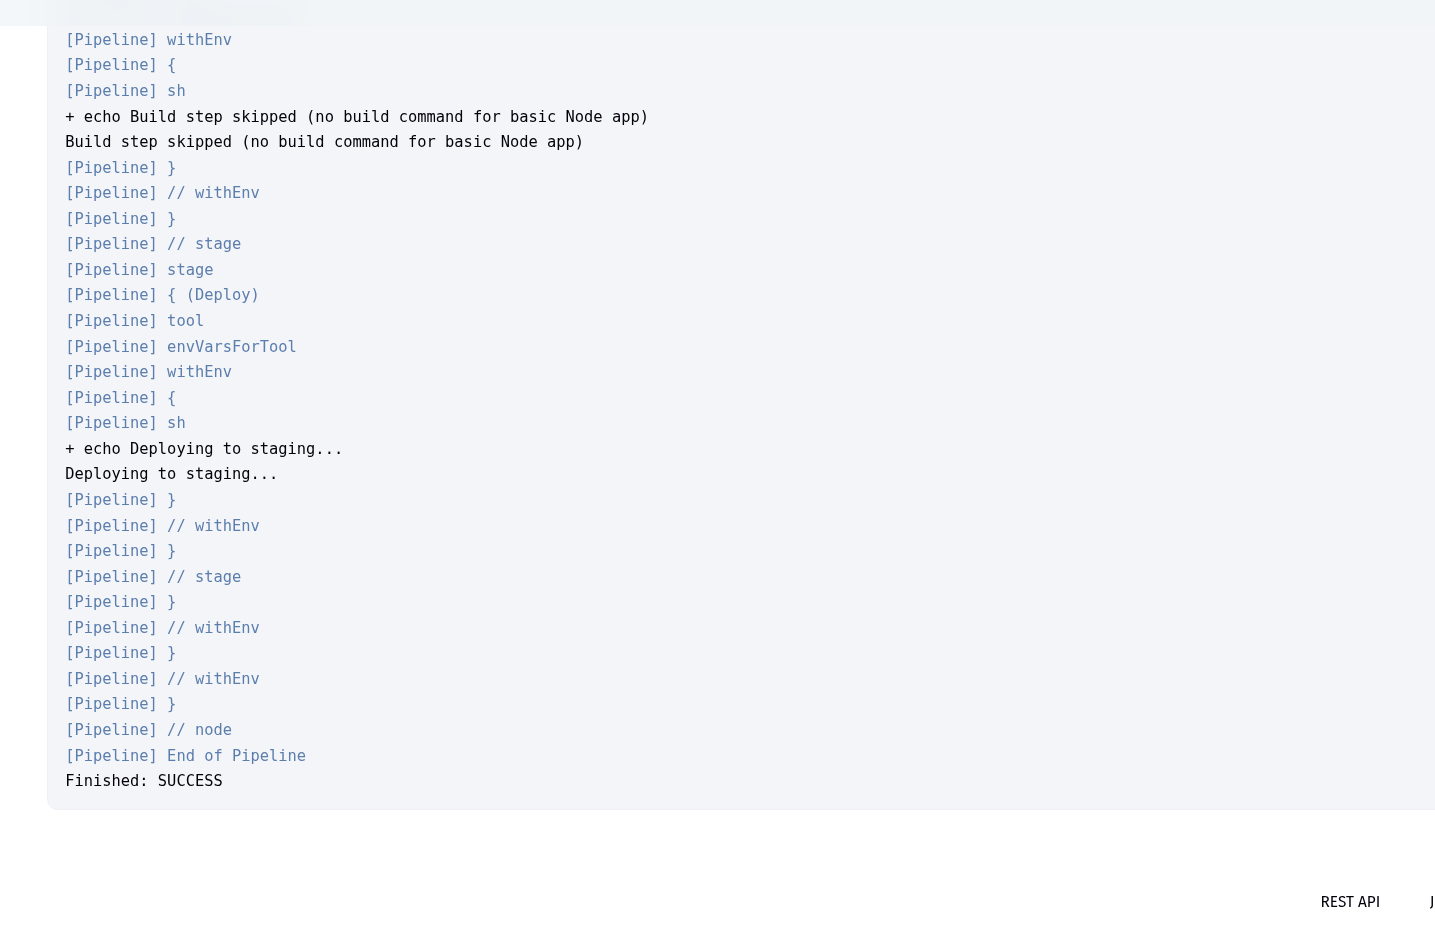 [Pipeline] withEnv
[Pipeline] {
[Pipeline] sh
+ echo Build step skipped (no build command for basic Node app)
Build step skipped (no build command for basic Node app)
[Pipeline] }
[Pipeline] // withEnv
[Pipeline] }
[Pipeline] // stage
[Pipeline] stage
[Pipeline] { (Deploy)
[Pipeline] tool
[Pipeline] envVarsForTool
[Pipeline] withEnv
[Pipeline] {
[Pipeline] sh
+ echo Deploying to staging...
Deploying to staging...
[Pipeline] }
[Pipeline] // withEnv
[Pipeline] }
[Pipeline] // stage
[Pipeline] }
[Pipeline] // withEnv
[Pipeline] }
[Pipeline] // withEnv
[Pipeline] }
[Pipeline] // node
[Pipeline] End of Pipeline
Finished: SUCCESS
REST API